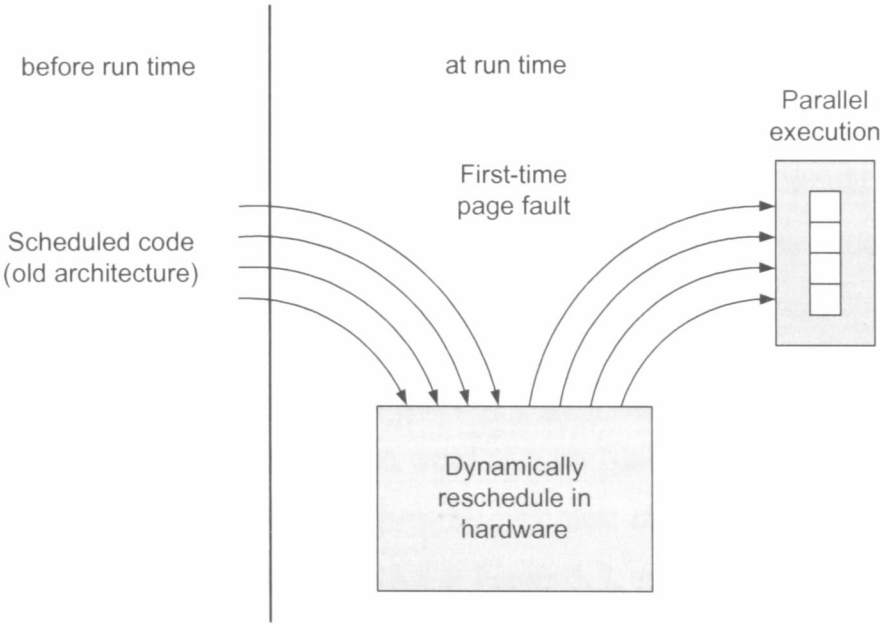 before run time
at run time
Parallel
execution
First-time
page fault
Scheduled code
(old architecture)
Dynamically
reschedule in
hardware